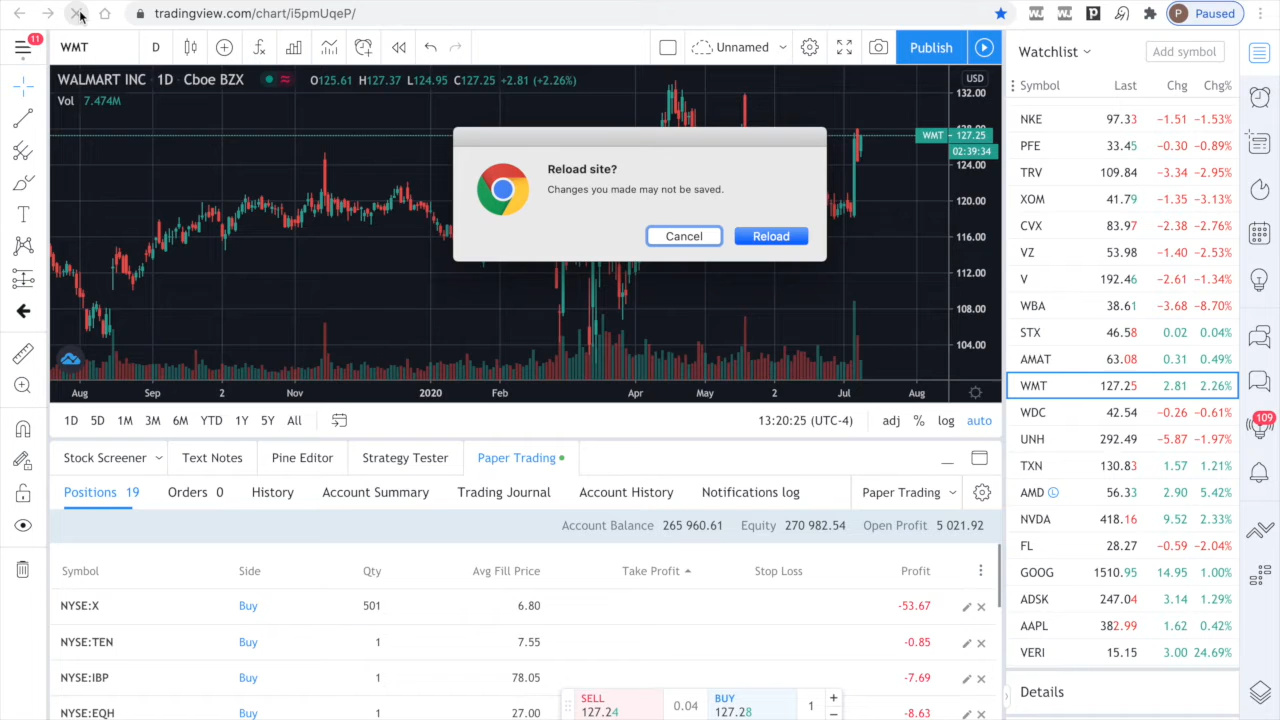 tradingview.com/chart/i5pmUqeP/
P Paused
11
WMT D Unnamed Publish
Watchlist Add symbol
WALMART INC 1D Cboe BZX O125.61 H127.37 L124.95 C127.25 +2.81 (+2.26%)
Vol 7.474M
USD
132.00
128.00
WMT 127.25
02:39:34
124.00
120.00
116.00
112.00
108.00
104.00
Reload site?
Changes you made may not be saved.
Cancel Reload
Aug Sep 2 Nov 2020 Feb Apr May Jul Aug
1D 5D 1M 3M 6M YTD 1Y 5Y All 13:20:25 (UTC-4) adj % log auto
Stock Screener Text Notes Pine Editor Strategy Tester Paper Trading
Positions 19 Orders 0 History Account Summary Trading Journal Account History Notifications log Paper Trading
Account Balance 265 960.61 Equity 270 982.54 Open Profit 5 021.92
Symbol Side Qty Avg Fill Price Take Profit Stop Loss Profit
NYSE:X Buy 501 6.80 -53.67
NYSE:TEN Buy 1 7.55 -0.85
NYSE:IBP Buy 1 78.05 -7.69
NYSE:EQH Buy 1 27.00 -8.63
SELL
127.24
0.04
BUY
127.28
1
+
−
Symbol Last Chg Chg%
NKE 97.33 −1.51 −1.53%
PFE 33.45 −0.30 −0.89%
TRV 109.84 −3.34 −2.95%
XOM 41.79 −1.35 −3.13%
CVX 83.97 −2.38 −2.76%
VZ 53.98 −1.40 −2.53%
V 192.46 −2.61 −1.34%
WBA 38.61 −3.68 −8.70%
STX 46.58 0.02 0.04%
AMAT 63.08 0.31 0.49%
WMT 127.25 2.81 2.26%
WDC 42.54 −0.26 −0.61%
UNH 292.49 −5.87 −1.97%
TXN 130.83 1.57 1.21%
AMD L 56.33 2.90 5.42%
NVDA 418.16 9.52 2.33%
FL 28.27 −0.59 −2.04%
GOOG 1510.95 14.95 1.00%
ADSK 247.04 3.14 1.29%
AAPL 382.99 1.62 0.42%
VERI 15.15 3.00 24.69%
Details
109